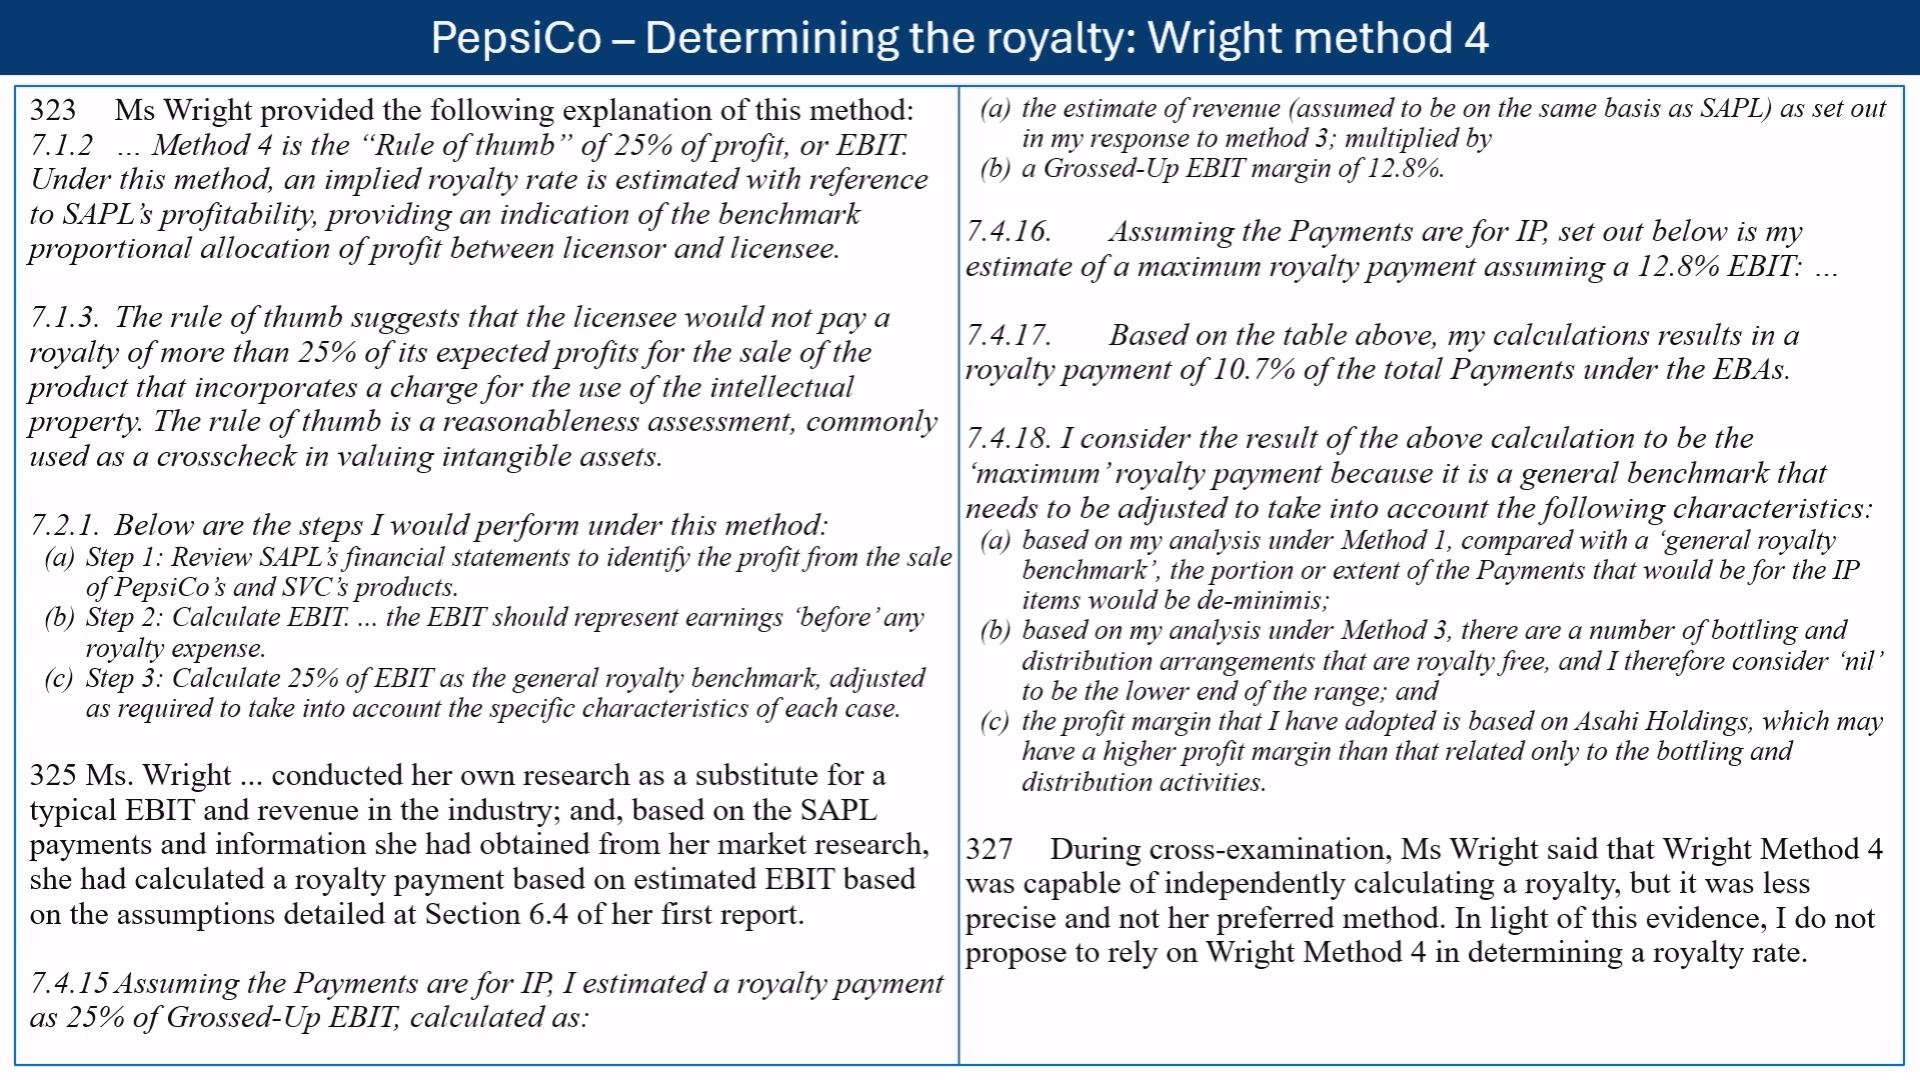 PepsiCo – Determining the royalty: Wright method 4
323 Ms Wright provided the following explanation of this method:
7.1.2 ... Method 4 is the “Rule of thumb” of 25% of profit, or EBIT.
Under this method, an implied royalty rate is estimated with reference
to SAPL’s profitability, providing an indication of the benchmark
proportional allocation of profit between licensor and licensee.
7.1.3. The rule of thumb suggests that the licensee would not pay a
royalty of more than 25% of its expected profits for the sale of the
product that incorporates a charge for the use of the intellectual
property. The rule of thumb is a reasonableness assessment, commonly
used as a crosscheck in valuing intangible assets.
7.2.1. Below are the steps I would perform under this method:
(a) Step 1: Review SAPL’s financial statements to identify the profit from the sale
of PepsiCo’s and SVC’s products.
(b) Step 2: Calculate EBIT. ... the EBIT should represent earnings ‘before’ any
royalty expense.
(c) Step 3: Calculate 25% of EBIT as the general royalty benchmark, adjusted
as required to take into account the specific characteristics of each case.
325 Ms. Wright ... conducted her own research as a substitute for a
typical EBIT and revenue in the industry; and, based on the SAPL
payments and information she had obtained from her market research,
she had calculated a royalty payment based on estimated EBIT based
on the assumptions detailed at Section 6.4 of her first report.
7.4.15 Assuming the Payments are for IP, I estimated a royalty payment
as 25% of Grossed-Up EBIT, calculated as:
(a) the estimate of revenue (assumed to be on the same basis as SAPL) as set out
in my response to method 3; multiplied by
(b) a Grossed-Up EBIT margin of 12.8%.
7.4.16. Assuming the Payments are for IP, set out below is my
estimate of a maximum royalty payment assuming a 12.8% EBIT: ...
7.4.17. Based on the table above, my calculations results in a
royalty payment of 10.7% of the total Payments under the EBAs.
7.4.18. I consider the result of the above calculation to be the
‘maximum’ royalty payment because it is a general benchmark that
needs to be adjusted to take into account the following characteristics:
(a) based on my analysis under Method 1, compared with a ‘general royalty
benchmark’, the portion or extent of the Payments that would be for the IP
items would be de-minimis;
(b) based on my analysis under Method 3, there are a number of bottling and
distribution arrangements that are royalty free, and I therefore consider ‘nil’
to be the lower end of the range; and
(c) the profit margin that I have adopted is based on Asahi Holdings, which may
have a higher profit margin than that related only to the bottling and
distribution activities.
327 During cross-examination, Ms Wright said that Wright Method 4
was capable of independently calculating a royalty, but it was less
precise and not her preferred method. In light of this evidence, I do not
propose to rely on Wright Method 4 in determining a royalty rate.